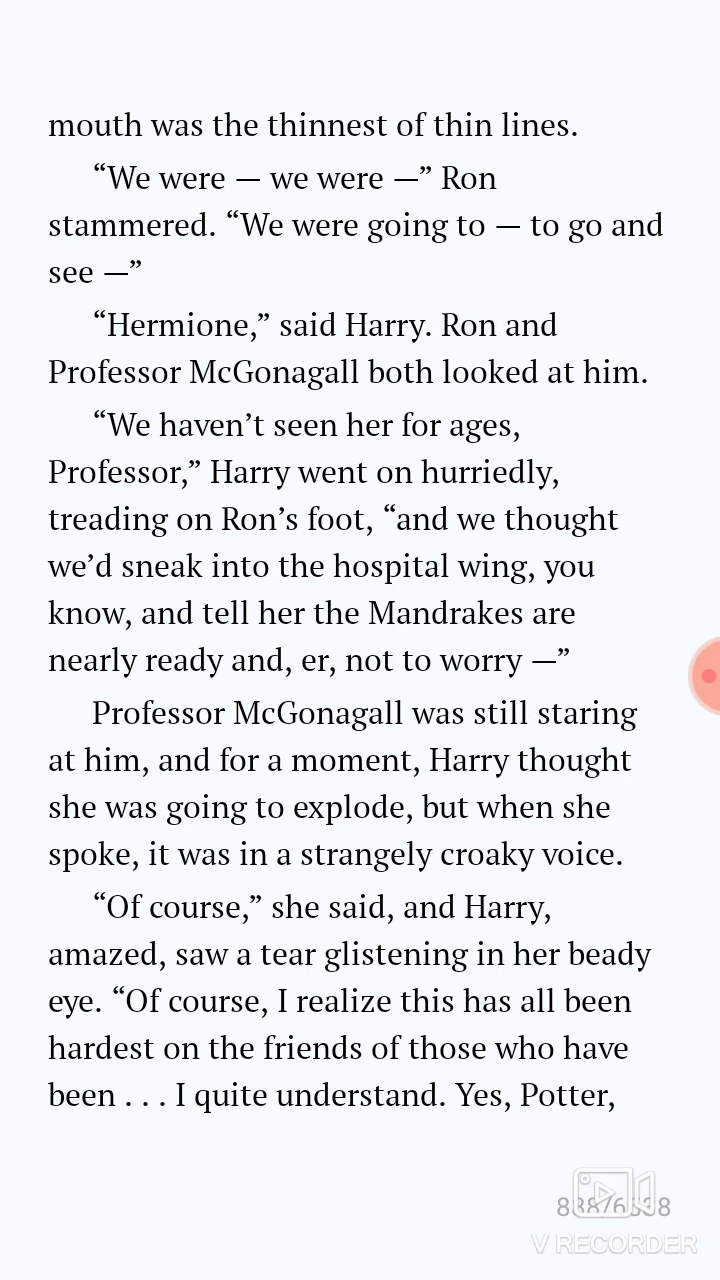 mouth was the thinnest of thin lines.
“We were — we were —” Ron
stammered. “We were going to — to go and
see —”
“Hermione,” said Harry. Ron and
Professor McGonagall both looked at him.
“We haven’t seen her for ages,
Professor,” Harry went on hurriedly,
treading on Ron’s foot, “and we thought
we’d sneak into the hospital wing, you
know, and tell her the Mandrakes are
nearly ready and, er, not to worry —”
Professor McGonagall was still staring
at him, and for a moment, Harry thought
she was going to explode, but when she
spoke, it was in a strangely croaky voice.
“Of course,” she said, and Harry,
amazed, saw a tear glistening in her beady
eye. “Of course, I realize this has all been
hardest on the friends of those who have
been . . . I quite understand. Yes, Potter,
V RECORDER